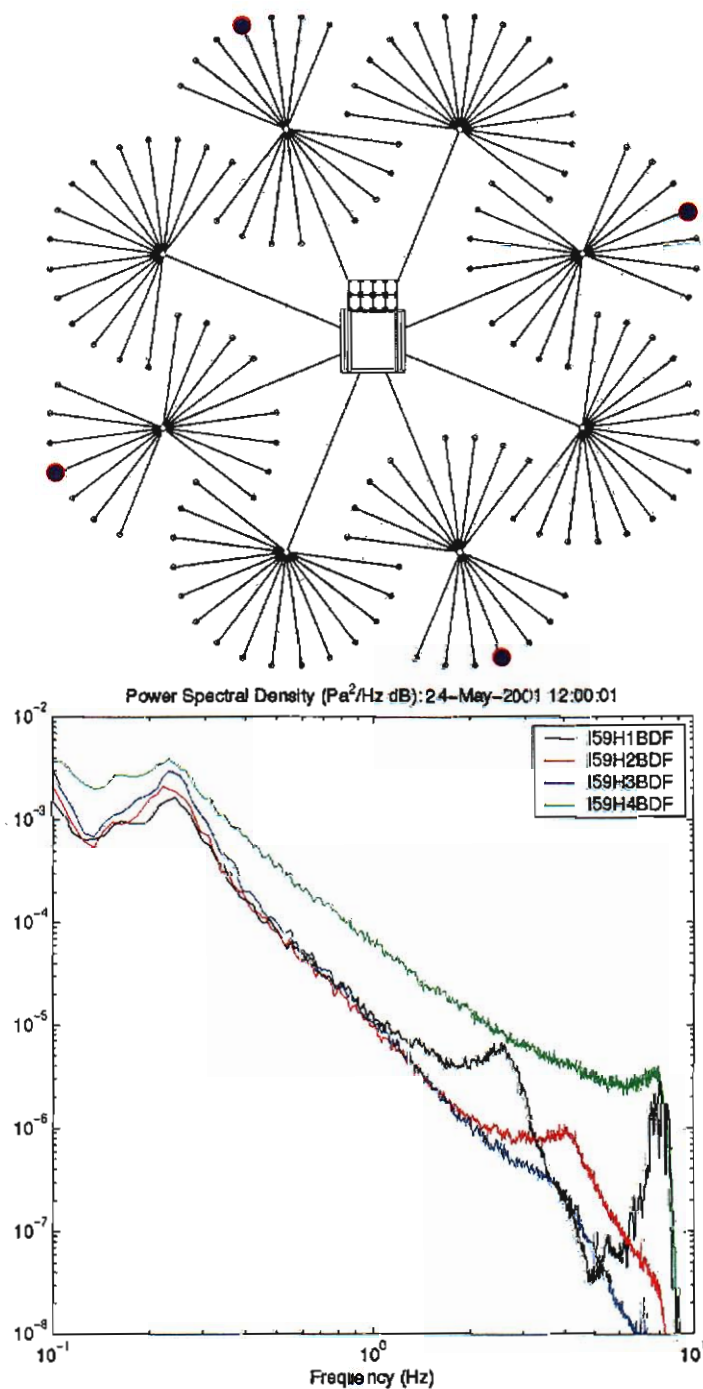 Power Spectral Density (Pa²/Hz dB): 24-May-2001 12:00:01
I59H1BDF
I59H2BDF
I59H3BDF
I59H4BDF
10⁻²
10⁻³
10⁻⁴
10⁻⁵
10⁻⁶
10⁻⁷
10⁻⁸
10⁻¹
10⁰
10¹
Frequency (Hz)